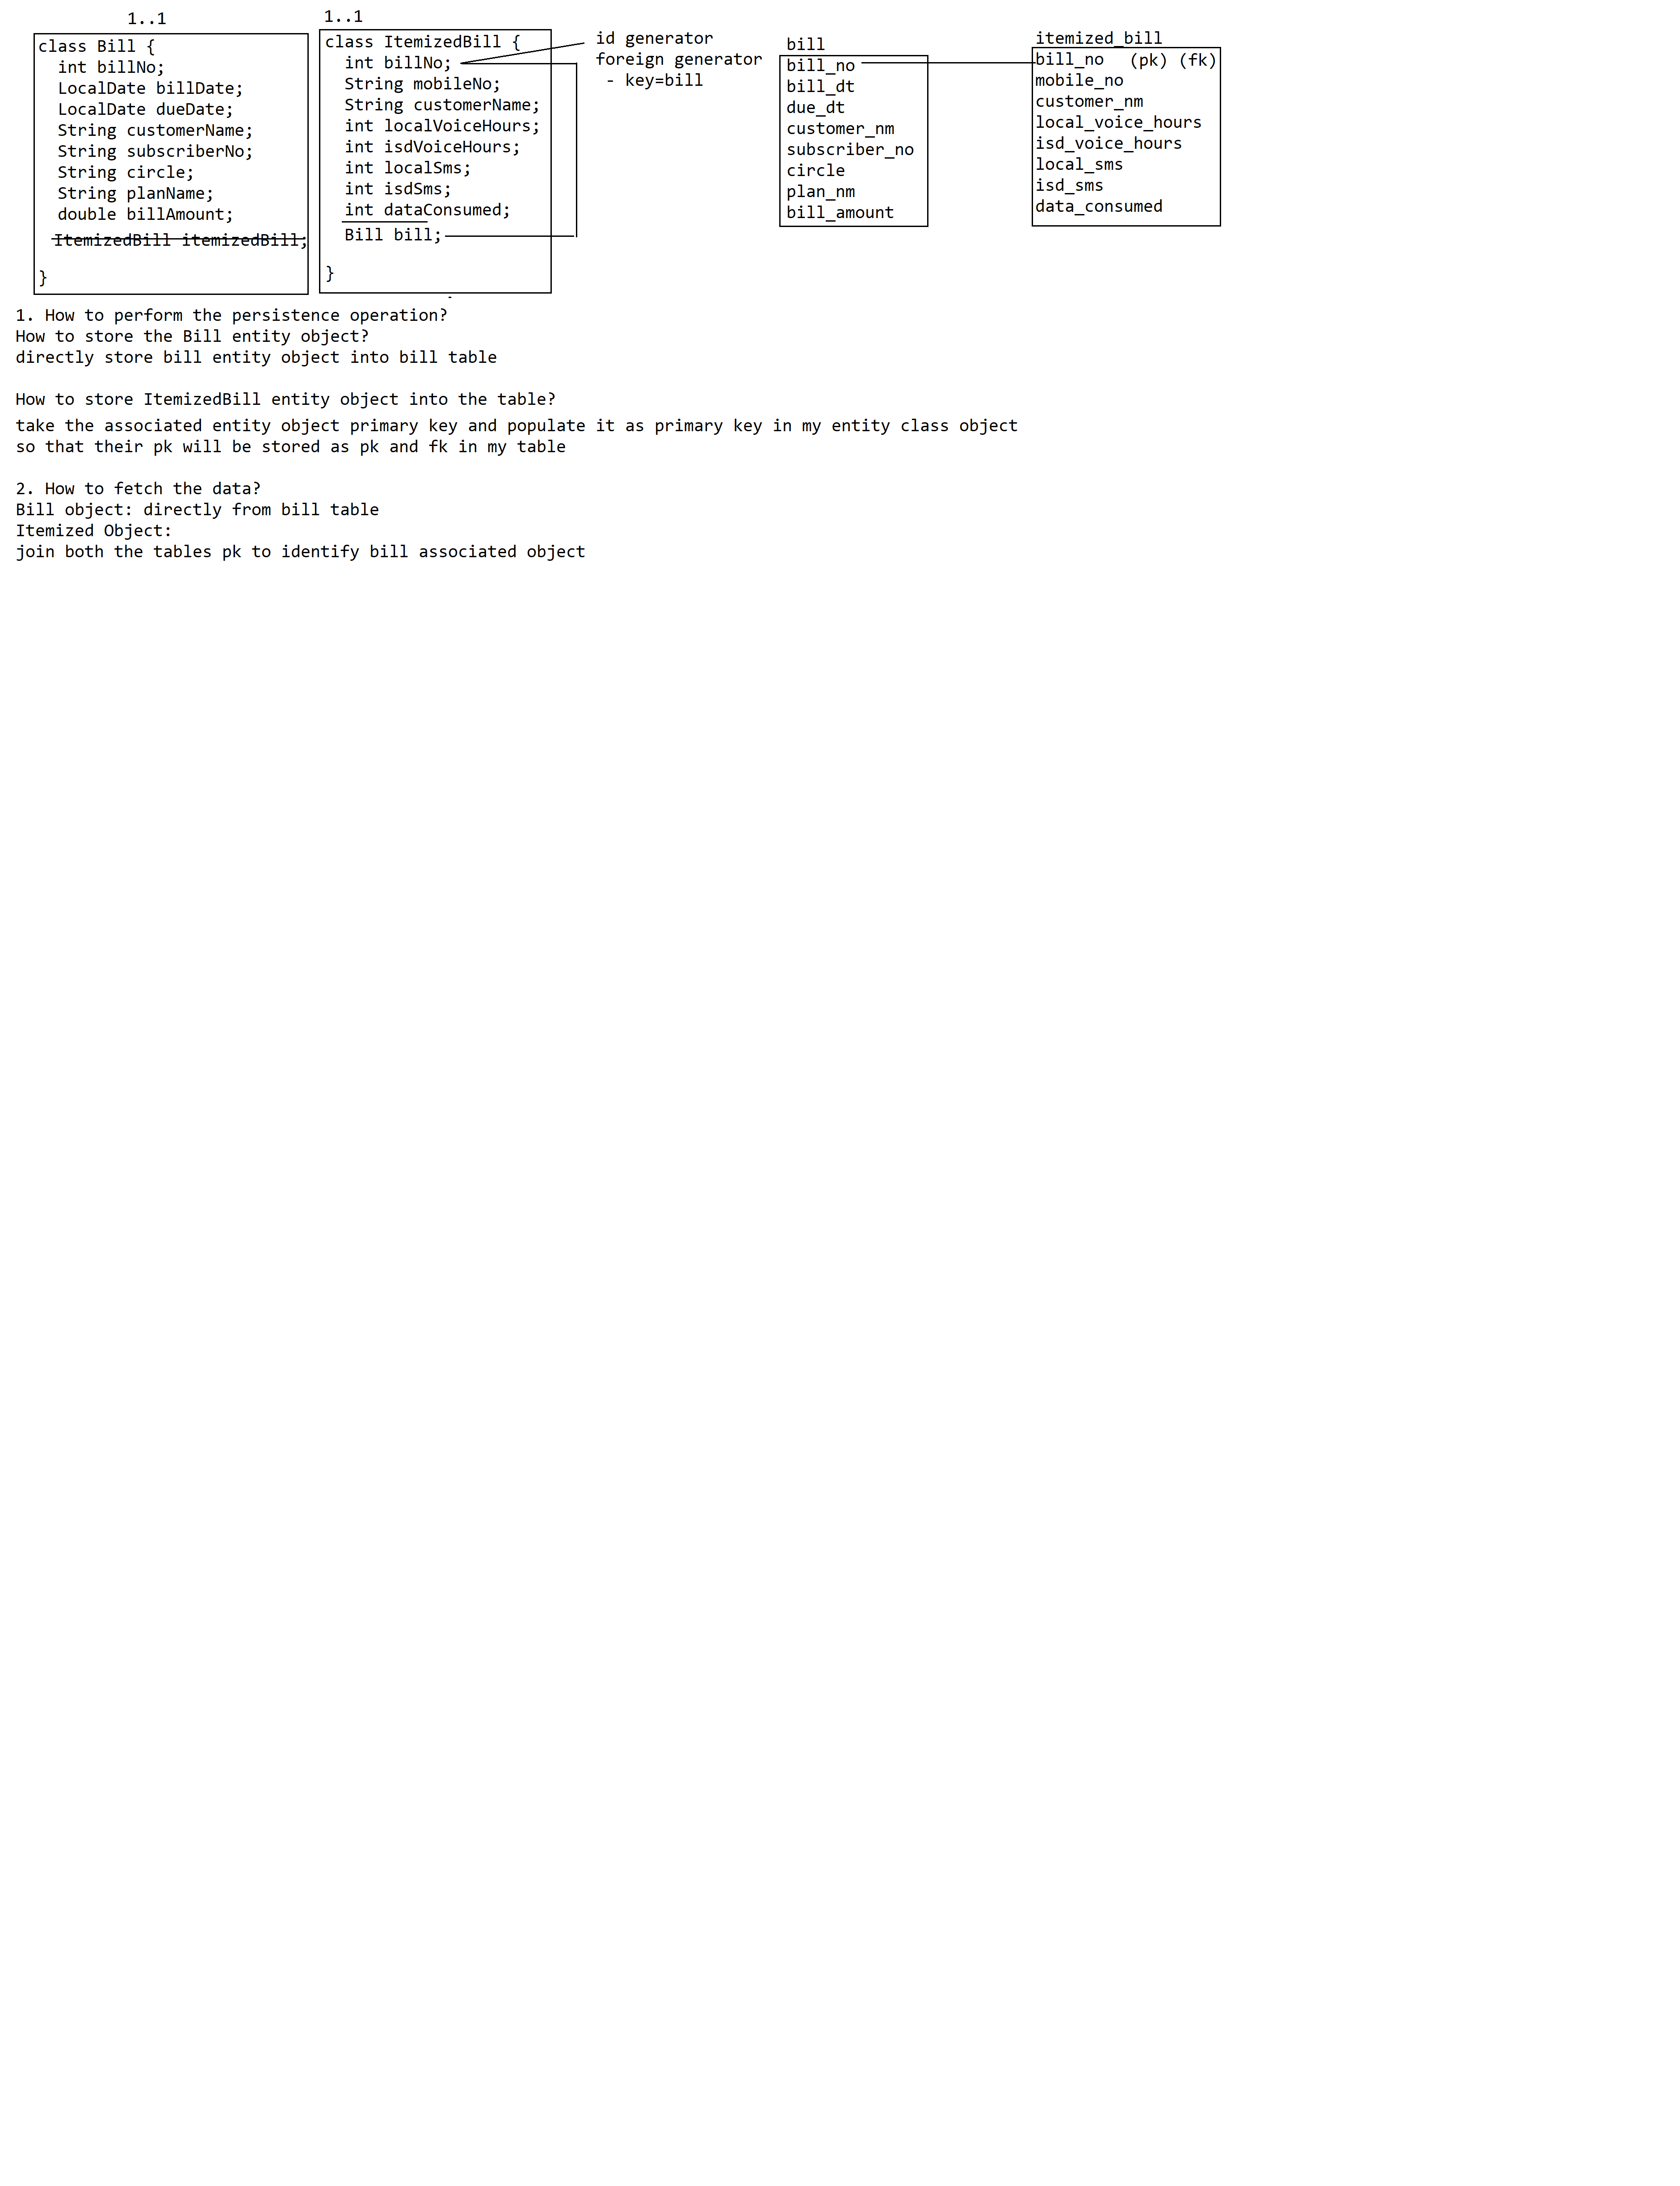 1..1
class Bill {
int billNo;
LocalDate billDate;
LocalDate dueDate;
String customerName;
String subscriberNo;
String circle;
String planName;
double billAmount;
ItemizedBill itemizedBill;
}
1..1
class ItemizedBill {
int billNo;
String mobileNo;
String customerName;
int localVoiceHours;
int isdVoiceHours;
int localSms;
int isdSms;
int dataConsumed;
Bill bill;
}
id generator
foreign generator
- key=bill
bill
bill_no
bill_dt
due_dt
customer_nm
subscriber_no
circle
plan_nm
bill_amount
itemized_bill
bill_no (pk) (fk)
mobile_no
customer_nm
local_voice_hours
isd_voice_hours
local_sms
isd_sms
data_consumed
1. How to perform the persistence operation?
How to store the Bill entity object?
directly store bill entity object into bill table
How to store ItemizedBill entity object into the table?
take the associated entity object primary key and populate it as primary key in my entity class object
so that their pk will be stored as pk and fk in my table
2. How to fetch the data?
Bill object: directly from bill table
Itemized Object:
join both the tables pk to identify bill associated object